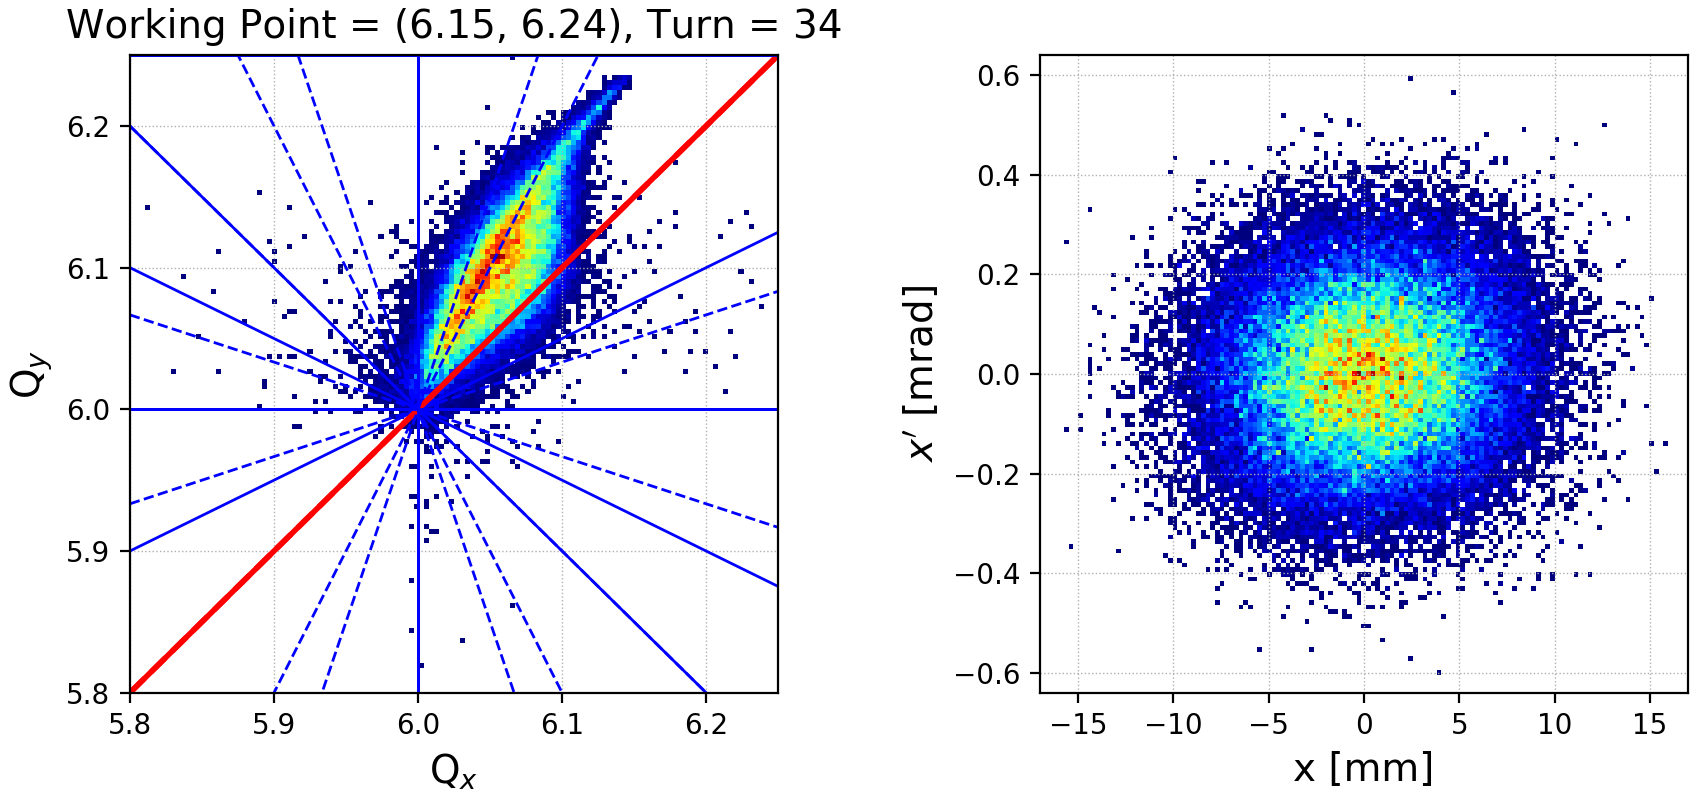 Working Point = (6.15, 6.24), Turn = 34
6.2
6.1
6.0
5.9
5.8
Q_y
5.8 5.9 6.0 6.1 6.2
Q_x
0.6
0.4
0.2
0.0
−0.2
−0.4
−0.6
x′ [mrad]
−15 −10 −5 0 5 10 15
x [mm]